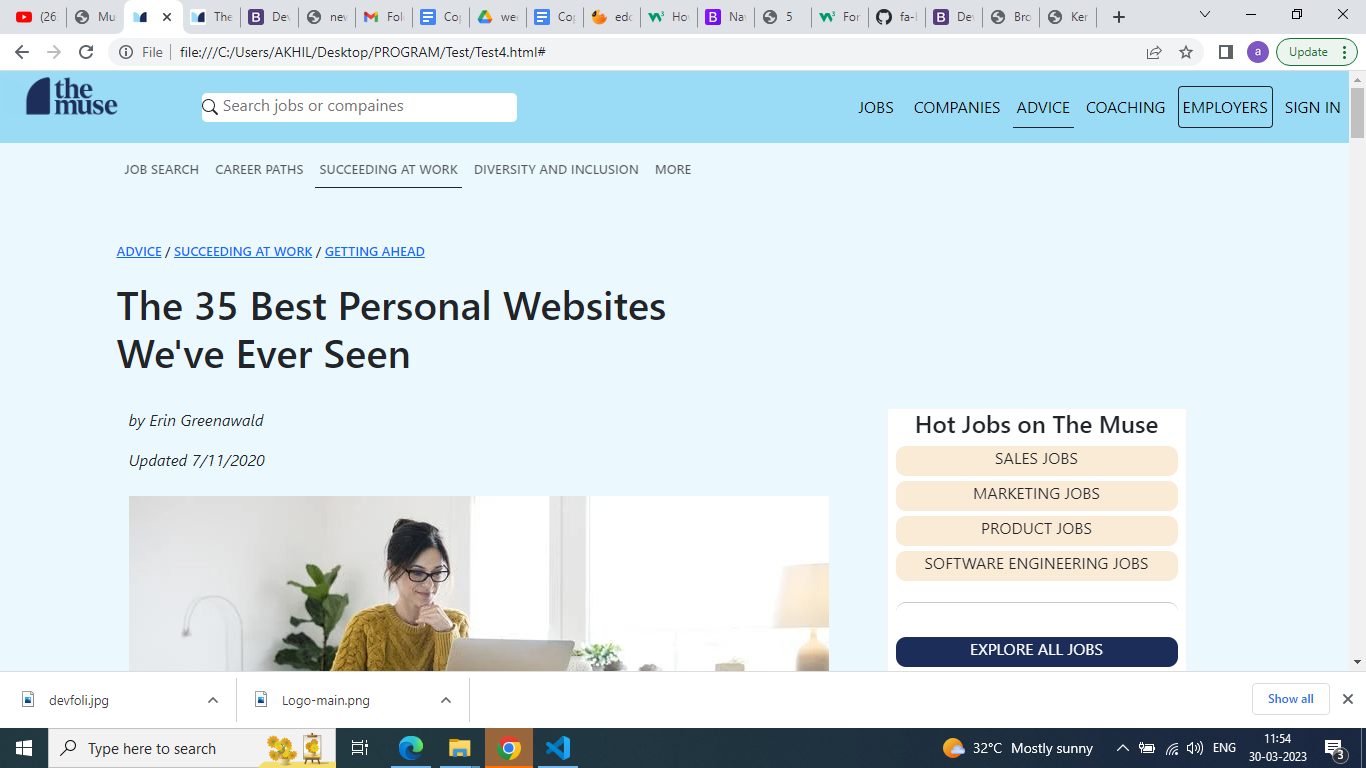 (26
Mu
The
Dev
nev
Fol
Cop
wee
Cop
edc
Hov
Nav
5
For
fa-l
Dev
Bro
Ker
File
file:///C:/Users/AKHIL/Desktop/PROGRAM/Test/Test4.html#
a
Update
the
muse
Search jobs or compaines
JOBS COMPANIES ADVICE COACHING EMPLOYERS SIGN IN
JOB SEARCH CAREER PATHS SUCCEEDING AT WORK DIVERSITY AND INCLUSION MORE
ADVICE / SUCCEEDING AT WORK / GETTING AHEAD
The 35 Best Personal Websites
We've Ever Seen
by Erin Greenawald
Updated 7/11/2020
Hot Jobs on The Muse
SALES JOBS
MARKETING JOBS
PRODUCT JOBS
SOFTWARE ENGINEERING JOBS
EXPLORE ALL JOBS
devfoli.jpg
Logo-main.png
Show all
Type here to search
32°C Mostly sunny
ENG
11:54
30-03-2023
3